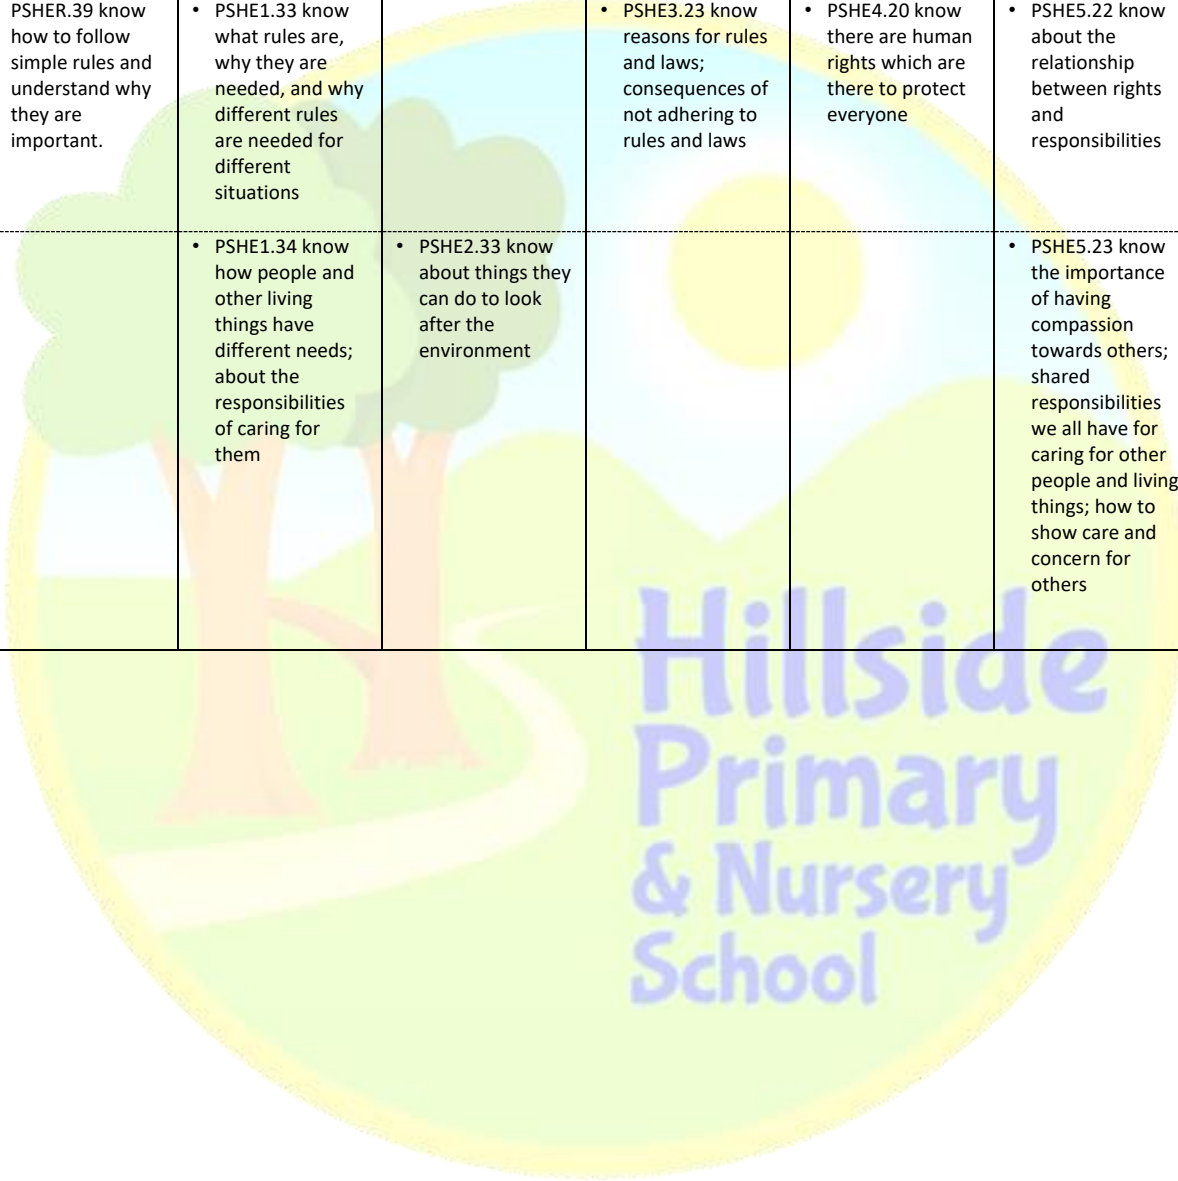 PSHER.39 know
how to follow
simple rules and
understand why
they are
important.
• PSHE1.33 know
what rules are,
why they are
needed, and why
different rules
are needed for
different
situations
• PSHE3.23 know
reasons for rules
and laws;
consequences of
not adhering to
rules and laws
• PSHE4.20 know
there are human
rights which are
there to protect
everyone
• PSHE5.22 know
about the
relationship
between rights
and
responsibilities
• PSHE1.34 know
how people and
other living
things have
different needs;
about the
responsibilities
of caring for
them
• PSHE2.33 know
about things they
can do to look
after the
environment
• PSHE5.23 know
the importance
of having
compassion
towards others;
shared
responsibilities
we all have for
caring for other
people and living
things; how to
show care and
concern for
others
Hillside
Primary
& Nursery
School